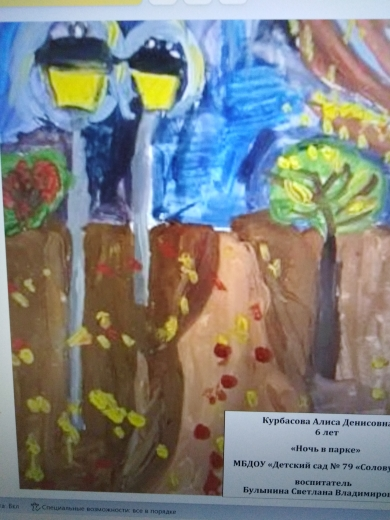 Курбасова Алиса Денисовна
6 лет
«Ночь в парке»
МБДОУ «Детский сад № 79 «Солову
воспитатель
Булынина Светлана Владимиров
Специальные возможности: все в порядке